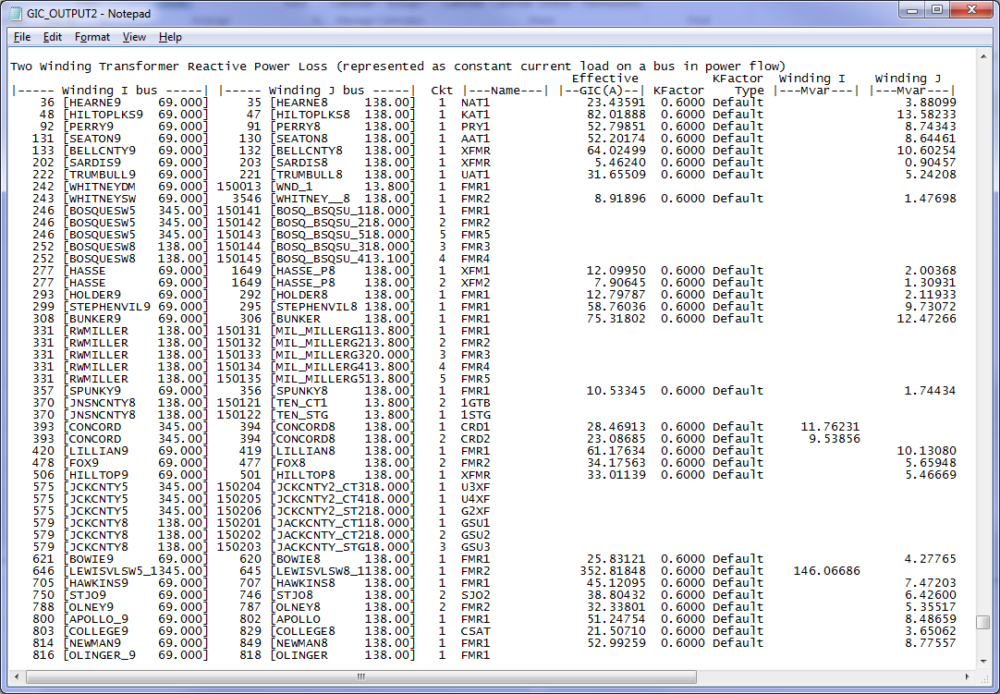 GIC_OUTPUT2 - Notepad
File Edit Format View Help
Two Winding Transformer Reactive Power Loss (represented as constant current load on a bus in power flow)
Effective KFactor Winding I Winding J
|----- Winding I bus -----| |----- Winding J bus -----| Ckt |---Name---| |--GIC(A)--| KFactor Type |---Mvar---| |---Mvar---|
36 [HEARNE9 69.000] 35 [HEARNE8 138.00] 1 NAT1 23.43591 0.6000 Default 3.88099
48 [HILTOPLKS9 69.000] 47 [HILTOPLKS8 138.00] 1 KAT1 82.01888 0.6000 Default 13.58233
92 [PERRY9 69.000] 91 [PERRY8 138.00] 1 PRY1 52.79851 0.6000 Default 8.74343
131 [SEATON9 69.000] 130 [SEATON8 138.00] 1 AAT1 52.20174 0.6000 Default 8.64461
133 [BELLCNTY9 69.000] 132 [BELLCNTY8 138.00] 1 XFMR 64.02499 0.6000 Default 10.60254
202 [SARDIS9 69.000] 203 [SARDIS8 138.00] 1 XFMR 5.46240 0.6000 Default 0.90457
222 [TRUMBULL9 69.000] 221 [TRUMBULL8 138.00] 1 UAT1 31.65509 0.6000 Default 5.24208
242 [WHITNEYDM 69.000] 150013 [WND_1 13.800] 1 FMR1
243 [WHITNEYSW 69.000] 3546 [WHITNEY__8 138.00] 1 FMR2 8.91896 0.6000 Default 1.47698
246 [BOSQUESW5 345.00] 150141 [BOSQ_BSQSU_118.000] 1 FMR1
246 [BOSQUESW5 345.00] 150142 [BOSQ_BSQSU_218.000] 2 FMR2
246 [BOSQUESW5 345.00] 150143 [BOSQ_BSQSU_518.000] 5 FMR5
252 [BOSQUESW8 138.00] 150144 [BOSQ_BSQSU_318.000] 3 FMR3
252 [BOSQUESW8 138.00] 150145 [BOSQ_BSQSU_413.100] 4 FMR4
277 [HASSE 69.000] 1649 [HASSE_P8 138.00] 1 XFM1 12.09950 0.6000 Default 2.00368
277 [HASSE 69.000] 1649 [HASSE_P8 138.00] 2 XFM2 7.90645 0.6000 Default 1.30931
293 [HOLDER9 69.000] 292 [HOLDER8 138.00] 1 FMR1 12.79787 0.6000 Default 2.11933
299 [STEPHENVIL9 69.000] 295 [STEPHENVIL8 138.00] 1 FMR1 58.76036 0.6000 Default 9.73072
308 [BUNKER9 69.000] 306 [BUNKER 138.00] 1 FMR1 75.31802 0.6000 Default 12.47266
331 [RWMILLER 138.00] 150131 [MIL_MILLERG113.800] 1 FMR1
331 [RWMILLER 138.00] 150132 [MIL_MILLERG213.800] 2 FMR2
331 [RWMILLER 138.00] 150133 [MIL_MILLERG320.000] 3 FMR3
331 [RWMILLER 138.00] 150134 [MIL_MILLERG413.800] 4 FMR4
331 [RWMILLER 138.00] 150135 [MIL_MILLERG513.800] 5 FMR5
357 [SPUNKY9 69.000] 356 [SPUNKY8 138.00] 1 FMR1 10.53345 0.6000 Default 1.74434
370 [JNSNCNTY8 138.00] 150121 [TEN_CT1 13.800] 2 1GTB
370 [JNSNCNTY8 138.00] 150122 [TEN_STG 13.800] 1 1STG
393 [CONCORD 345.00] 394 [CONCORD8 138.00] 1 CRD1 28.46913 0.6000 Default 11.76231
393 [CONCORD 345.00] 394 [CONCORD8 138.00] 2 CRD2 23.08685 0.6000 Default 9.53856
420 [LILLIAN9 69.000] 419 [LILLIAN8 138.00] 1 FMR1 61.17634 0.6000 Default 10.13080
478 [FOX9 69.000] 477 [FOX8 138.00] 2 FMR2 34.17563 0.6000 Default 5.65948
506 [HILLTOP9 69.000] 501 [HILLTOP8 138.00] 1 XFMR 33.01139 0.6000 Default 5.46669
575 [JCKCNTY5 345.00] 150204 [JCKCNTY2_CT318.000] 1 U3XF
575 [JCKCNTY5 345.00] 150205 [JCKCNTY2_CT418.000] 1 U4XF
575 [JCKCNTY5 345.00] 150206 [JCKCNTY2_ST218.000] 2 G2XF
579 [JCKCNTY8 138.00] 150201 [JACKCNTY_CT118.000] 1 GSU1
579 [JCKCNTY8 138.00] 150202 [JACKCNTY_CT218.000] 2 GSU2
579 [JCKCNTY8 138.00] 150203 [JACKCNTY_STG18.000] 3 GSU3
621 [BOWIE9 69.000] 620 [BOWIE8 138.00] 1 FMR1 25.83121 0.6000 Default 4.27765
646 [LEWISVLSW5_1345.00] 645 [LEWISVLSW8_1138.00] 1 FMR2 352.81848 0.6000 Default 146.06686
705 [HAWKINS9 69.000] 707 [HAWKINS8 138.00] 1 FMR1 45.12095 0.6000 Default 7.47203
750 [STJO9 69.000] 746 [STJO8 138.00] 2 SJO2 38.80432 0.6000 Default 6.42600
788 [OLNEY9 69.000] 787 [OLNEY8 138.00] 2 FMR2 32.33801 0.6000 Default 5.35517
800 [APOLLO_9 69.000] 802 [APOLLO 138.00] 1 FMR1 51.24754 0.6000 Default 8.48659
803 [COLLEGE9 69.000] 829 [COLLEGE8 138.00] 1 CSAT 21.50710 0.6000 Default 3.65062
814 [NEWMAN9 69.000] 849 [NEWMAN8 138.00] 1 FMR1 52.99259 0.6000 Default 8.77557
816 [OLINGER_9 69.000] 818 [OLINGER 138.00] 1 FMR1